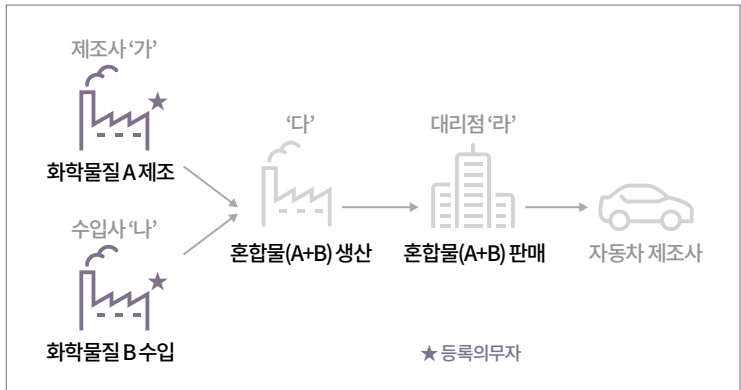 제조사 ‘가’
화학물질 A 제조
수입사 ‘나’
화학물질 B 수입
‘다’
혼합물(A+B) 생산
대리점 ‘라’
혼합물(A+B) 판매
자동차 제조사
★ 등록의무자